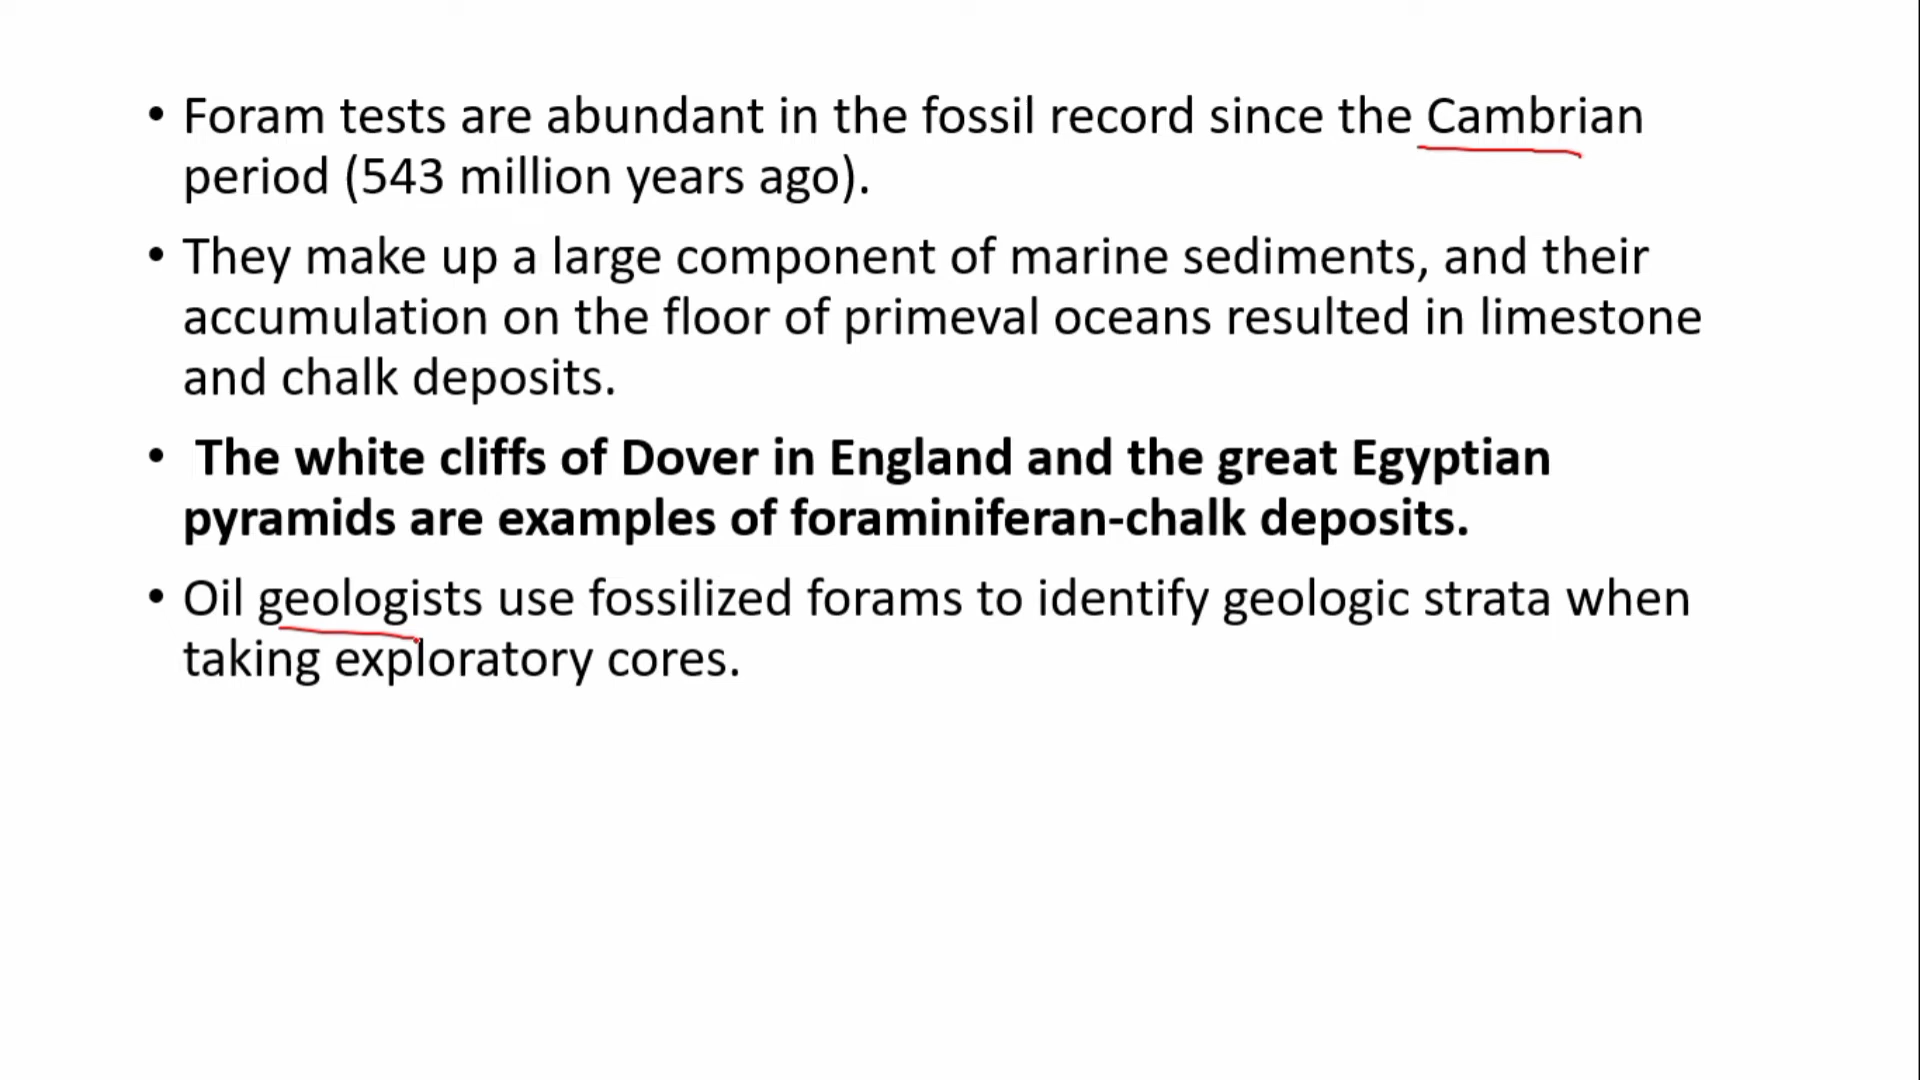 • Foram tests are abundant in the fossil record since the Cambrian
period (543 million years ago).
• They make up a large component of marine sediments, and their
accumulation on the floor of primeval oceans resulted in limestone
and chalk deposits.
• The white cliffs of Dover in England and the great Egyptian
pyramids are examples of foraminiferan-chalk deposits.
• Oil geologists use fossilized forams to identify geologic strata when
taking exploratory cores.